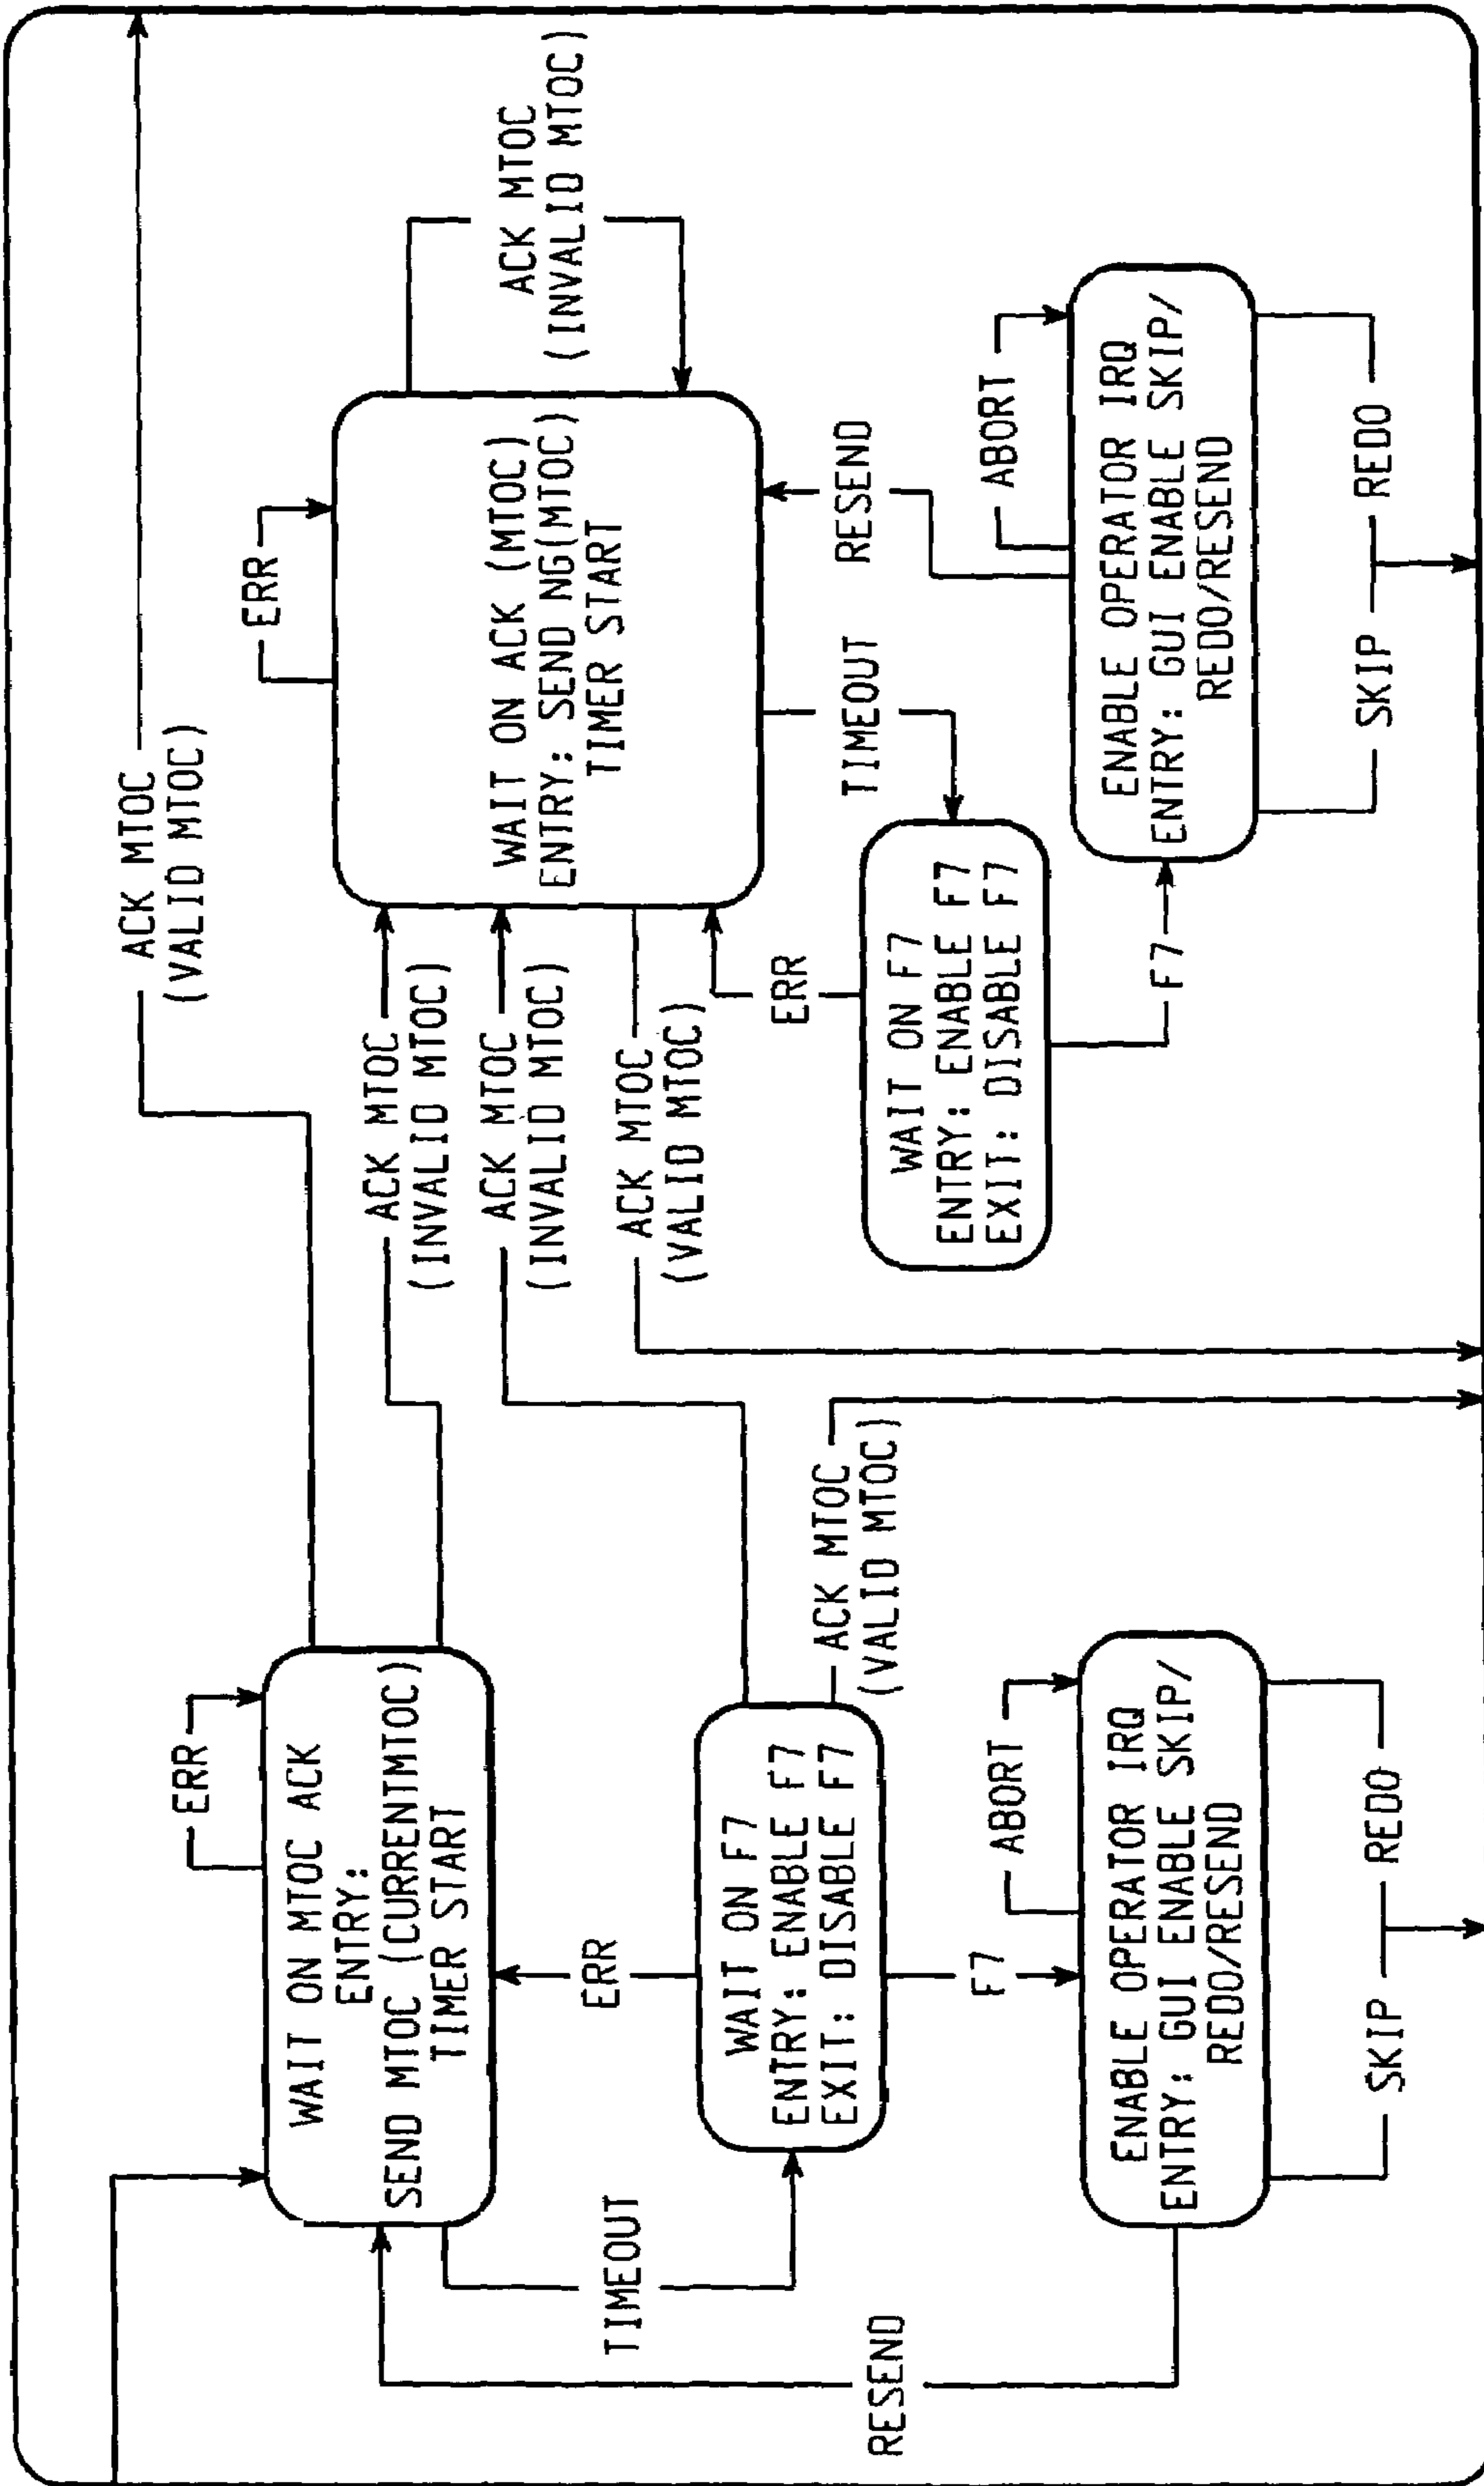 ACK MTOC
(VALID MTOC)
ERR
WAIT ON MTOC ACK
ENTRY:
SEND MTOC (CURRENTMTOC)
TIMER START
ERR
WAIT ON ACK (MTOC)
ENTRY: SEND NG(MTOC)
TIMER START
ACK MTOC
(INVALID MTOC)
ACK MTOC
(INVALID MTOC)
ACK MTOC
(INVALID MTOC)
ACK MTOC
(VALID MTOC)
TIMEOUT
ERR
WAIT ON F7
ENTRY: ENABLE F7
EXIT: DISABLE F7
ACK MTOC
(VALID MTOC)
ERR
TIMEOUT
RESEND
WAIT ON F7
ENTRY: ENABLE F7
EXIT: DISABLE F7
RESEND
F7
ABORT
ENABLE OPERATOR IRQ
ENTRY: GUI ENABLE SKIP/
REDO/RESEND
SKIP
REDO
F7
ABORT
ENABLE OPERATOR IRQ
ENTRY: GUI ENABLE SKIP/
REDO/RESEND
SKIP
REDO